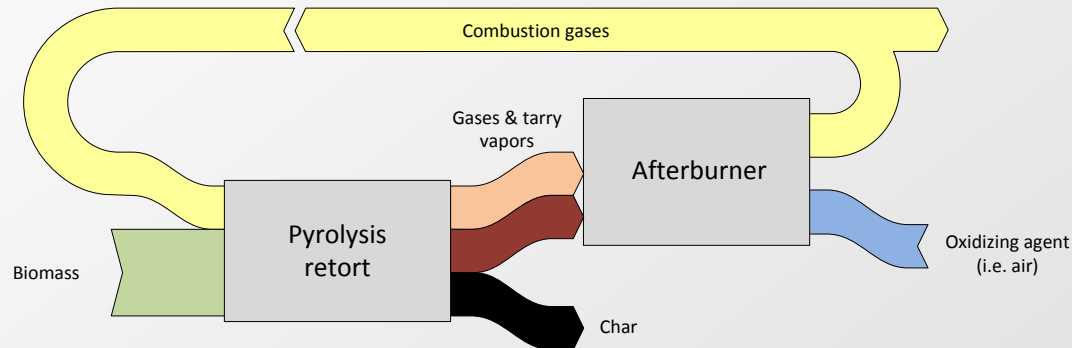 Combustion gases
Gases & tarry
vapors
Afterburner
Pyrolysis
retort
Biomass
Oxidizing agent
(i.e. air)
Char